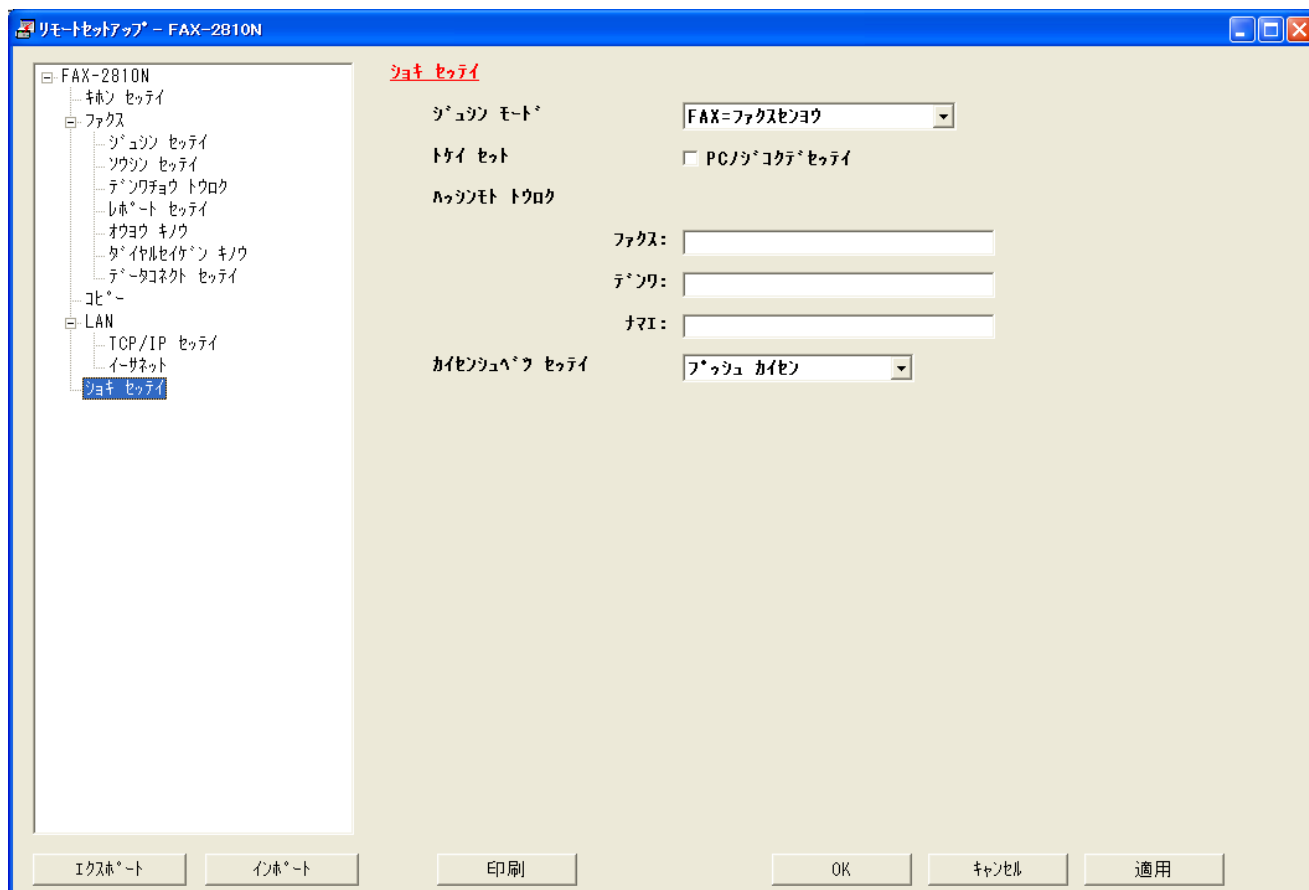 ﾘﾓｰﾄｾｯﾄｱｯﾌﾟ - FAX-2810N
FAX-2810N
ｷﾎﾝ ｾｯﾃｲ
ﾌｧｸｽ
ｼﾞｭｼﾝ ｾｯﾃｲ
ｿｳｼﾝ ｾｯﾃｲ
ﾃﾞﾝﾜﾁｮｳ ﾄｳﾛｸ
ﾚﾎﾟｰﾄ ｾｯﾃｲ
ｵｳﾖｳ ｷﾉｳ
ﾀﾞｲﾔﾙｾｲｹﾞﾝ ｷﾉｳ
ﾃﾞｰﾀｺﾈｸﾄ ｾｯﾃｲ
ｺﾋﾟｰ
LAN
TCP/IP ｾｯﾃｲ
ｲｰｻﾈｯﾄ
ｼｮｷ ｾｯﾃｲ
ｼｮｷ ｾｯﾃｲ
ｼﾞｭｼﾝ ﾓｰﾄﾞ FAX=ﾌｧｸｽｾﾝﾖｳ
ﾄｹｲ ｾｯﾄ PCﾉｼﾞｺｸﾃﾞｾｯﾃｲ
ﾊｯｼﾝﾓﾄ ﾄｳﾛｸ
ﾌｧｸｽ:
ﾃﾞﾝﾜ:
ﾅﾏｴ:
ｶｲｾﾝｼｭﾍﾞﾂ ｾｯﾃｲ ﾌﾟｯｼｭ ｶｲｾﾝ
ｴｸｽﾎﾟｰﾄ ｲﾝﾎﾟｰﾄ 印刷 OK ｷｬﾝｾﾙ 適用